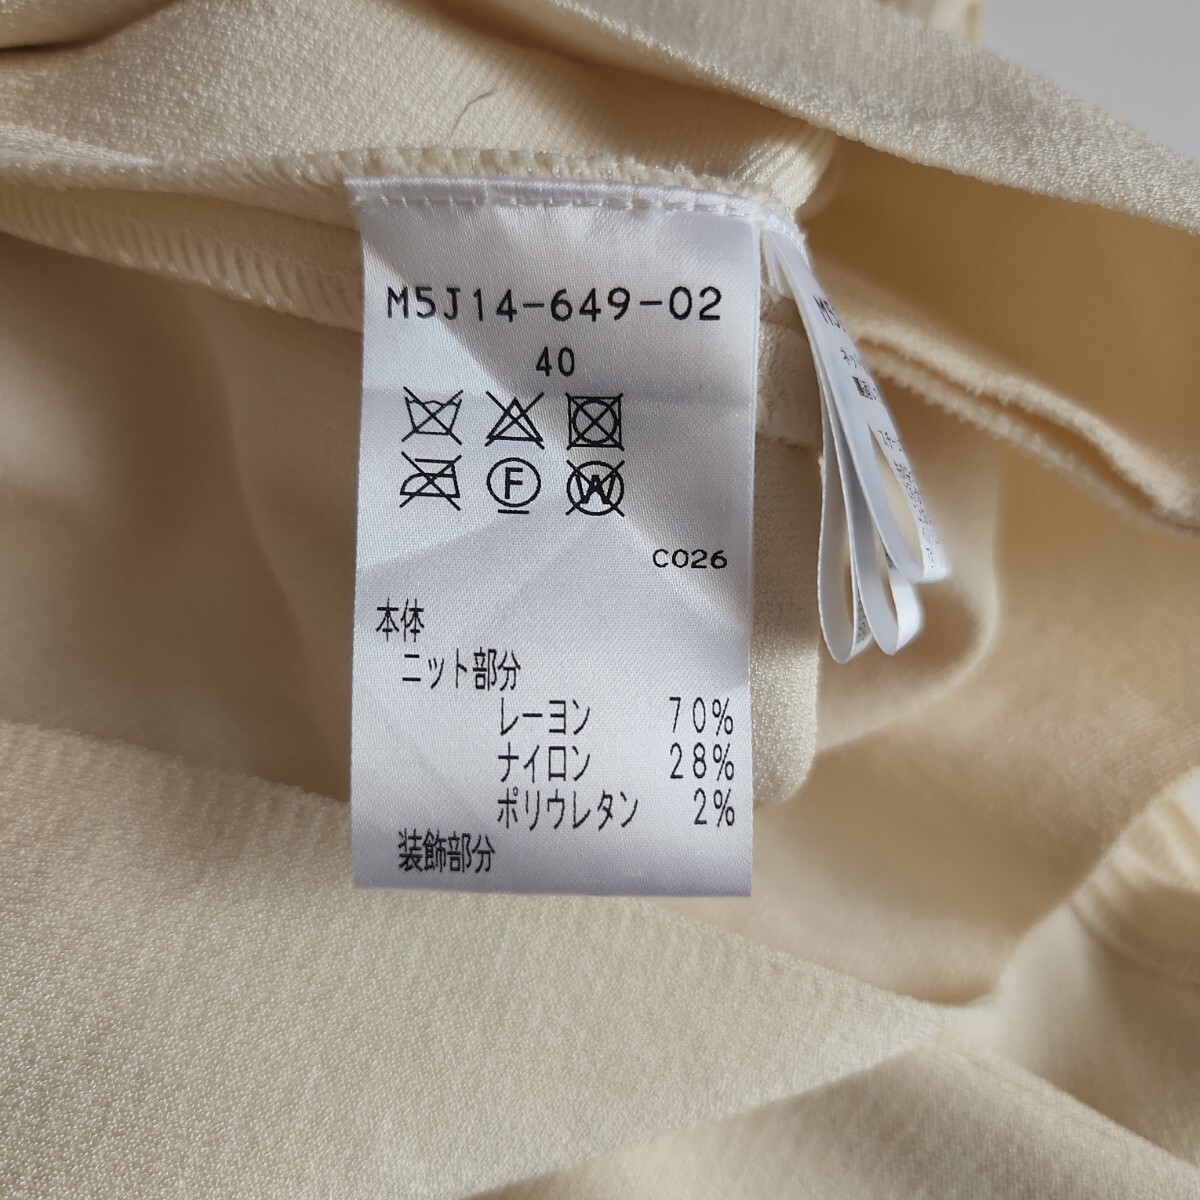 M5J14-649-02
40
F
W
C026
本体
ニット部分
レーヨン 70%
ナイロン 28%
ポリウレタン 2%
装飾部分